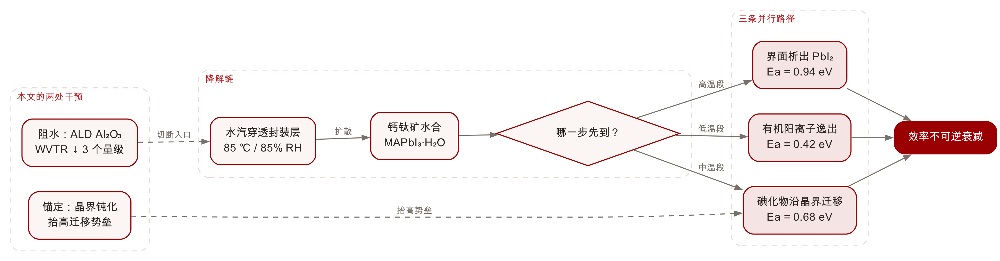 本文的两处干预
阻水：ALD Al₂O₃
WVTR ↓ 3 个量级
锚定：晶界钝化
抬高迁移势垒
切断入口
降解链
水汽穿透封装层
85 ℃ / 85% RH
扩散
钙钛矿水合
MAPbI₃·H₂O
哪一步先到？
高温段
低温段
中温段
抬高势垒
三条并行路径
界面析出 PbI₂
Ea = 0.94 eV
有机阳离子逸出
Ea = 0.42 eV
碘化物沿晶界迁移
Ea = 0.68 eV
效率不可逆衰减